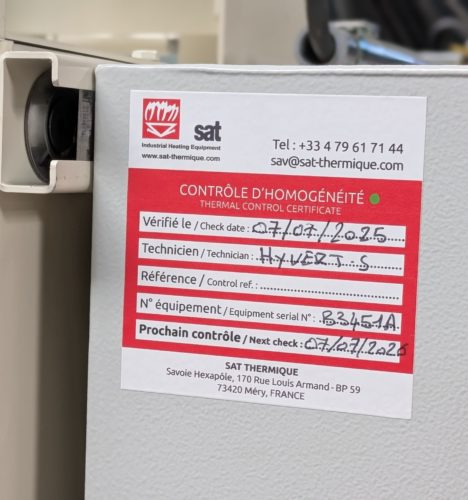 sat
Industrial Heating Equipment
www.sat-thermique.com
Tel : +33 4 79 61 71 44
sav@sat-thermique.com
CONTRÔLE D'HOMOGÉNÉITÉ
THERMAL CONTROL CERTIFICATE
Vérifié le / Check date : 07/07/2025
Technicien / Technician : HYVERT.S
Référence / Control ref. :
N° équipement / Equipment serial N° : B3451A
Prochain contrôle / Next check : 07/07/2026
SAT THERMIQUE
Savoie Hexapôle, 170 Rue Louis Armand - BP 59
73420 Méry, FRANCE